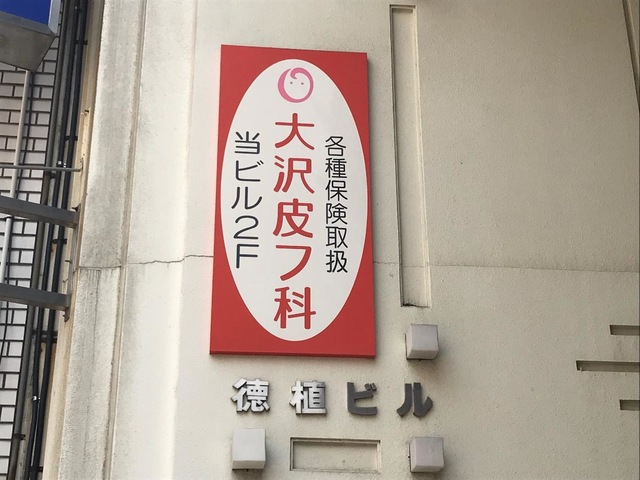 各種保険取扱
大沢皮フ科
当ビル2F
徳植ビル